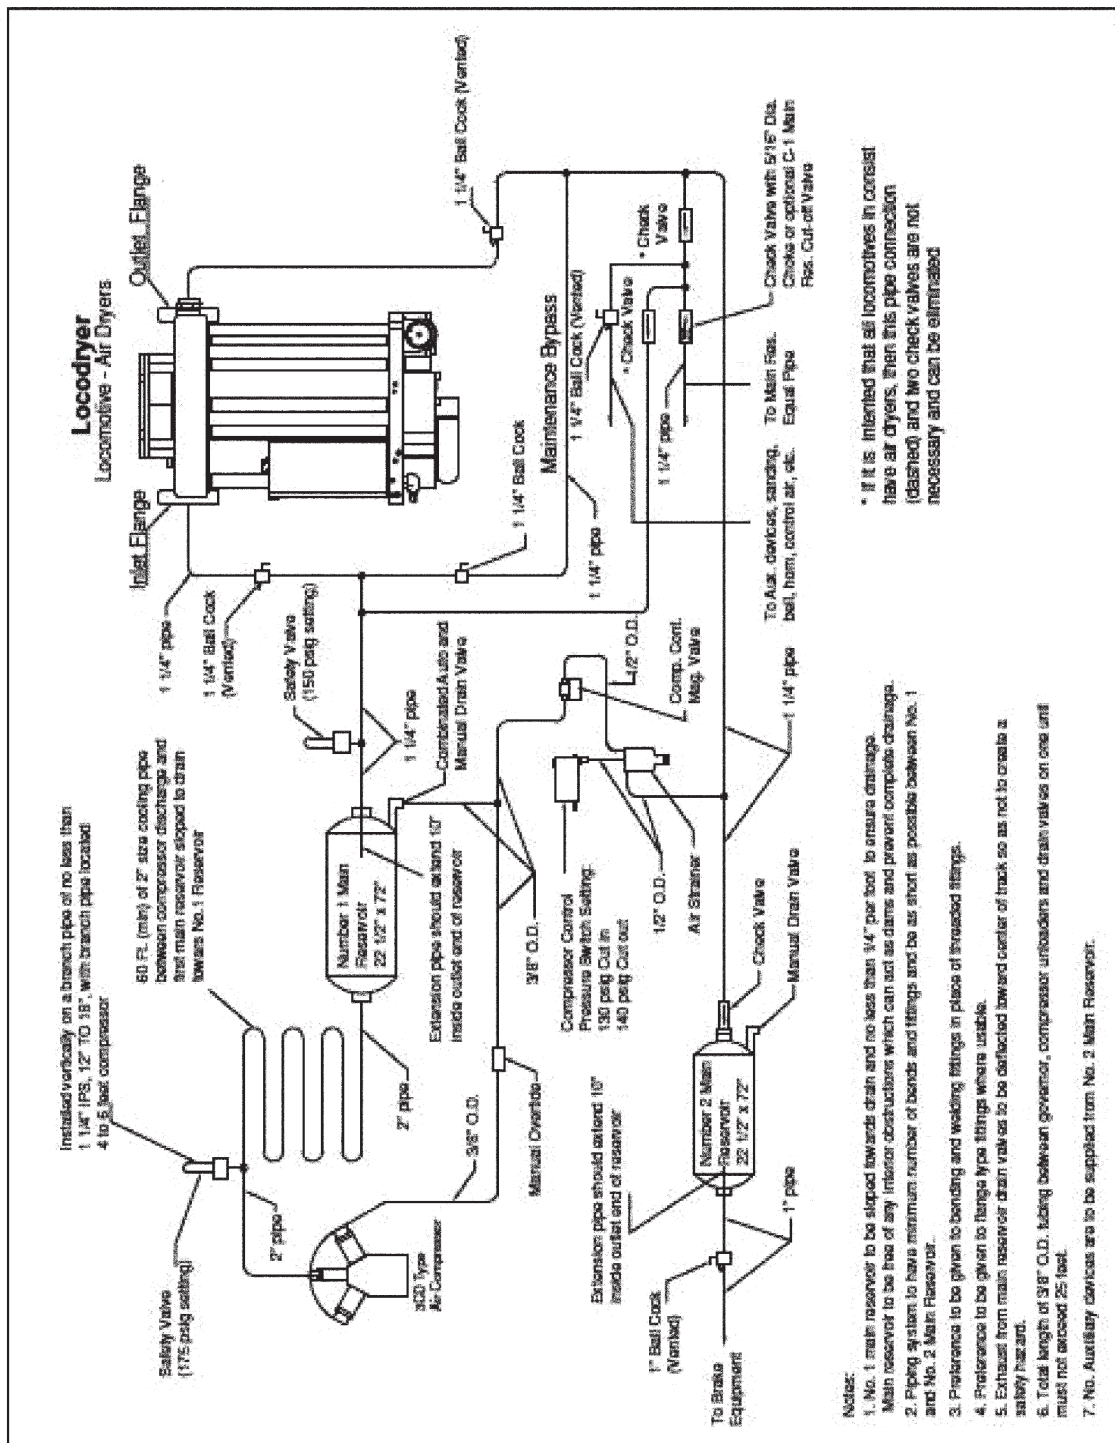 Locodryer
Locomotive - Air Dryers
Inlet Flange
Outlet Flange
1 1/4" pipe
1 1/4" Ball Cock
(Vented)
1 1/4" Ball Cock (Vented)
Safety Valve
(175 psig setting)
Installed vertically on a branch pipe of no less than
1 1/4" IPS, 12" TO 18", with branch pipe located
4 to 6 feet compressor
60 Ft. (min) of 2" size cooling pipe
between compressor discharge and
first main reservoir sloped to drain
towards No.1 Reservoir
Safety Valve
(150 psig setting)
2" pipe
2" pipe
3CD Type
Air Compressor
Number 1 Main
Reservoir
22 1/2" x 72"
1 1/4" pipe
Combinated Auto and
Manual Drain Valve
Extension pipe should extend 10"
inside outlet end of reservoir
3/8" O.D.
Manual Override
3/8" O.D.
1 1/4" Ball Cock
Maintenance Bypass
1 1/4" pipe
1 1/4" Ball Cock (Vented)
* Check Valve
* Check
Valve
1 1/4" pipe
Compressor Control
Pressure Switch Setting:
130 psig Cut in
140 psig Cut out
1/2" O.D.
Air Strainer
1/2" O.D.
Comp. Cont.
Mag. Valve
To Aux. devices, sanding,
bell, horn, control air, etc.
To Main Res.
Equal Pipe
Check Valve with 5/16" Dia.
Choke or optional C-1 Main
Res. Cut-off Valve
Extension pipe should extend 10"
inside outlet end of reservoir
Number 2 Main
Reservoir
22 1/2" x 72"
Check Valve
Manual Drain Valve
1 1/4" pipe
1" Ball Cock
(Vented)
1" pipe
To Brake
Equipment
* If it is intented that all locomotives in consist
have air dryers, then this pipe connection
(dashed) and two check valves are not
necessary and can be eliminated
Notes:
1. No. 1 main reservoir to be sloped towards drain and no less than 1/4" per foot to ensure drainage.
Main reservoir to be free of any interior obstructions which can act as dams and prevent complete drainage.
2. Piping system to have minimum number of bends and fittings and be as short as possible between No. 1
and No. 2 Main Reservoir.
3. Preference to be given to bending and welding fittings in place of threaded fittings.
4. Preference to be given to flange type fittings where usable.
5. Exhaust from main reservoir drain valves to be deflected toward center of truck so as not to create a
safety hazard.
6. Total length of 3/8" O.D. tubing between governor, compressor unloaders and drain valves on one unit
must not exceed 25 feet.
7. No. Auxiliary devices are to be supplied from No. 2 Main Reservoir.